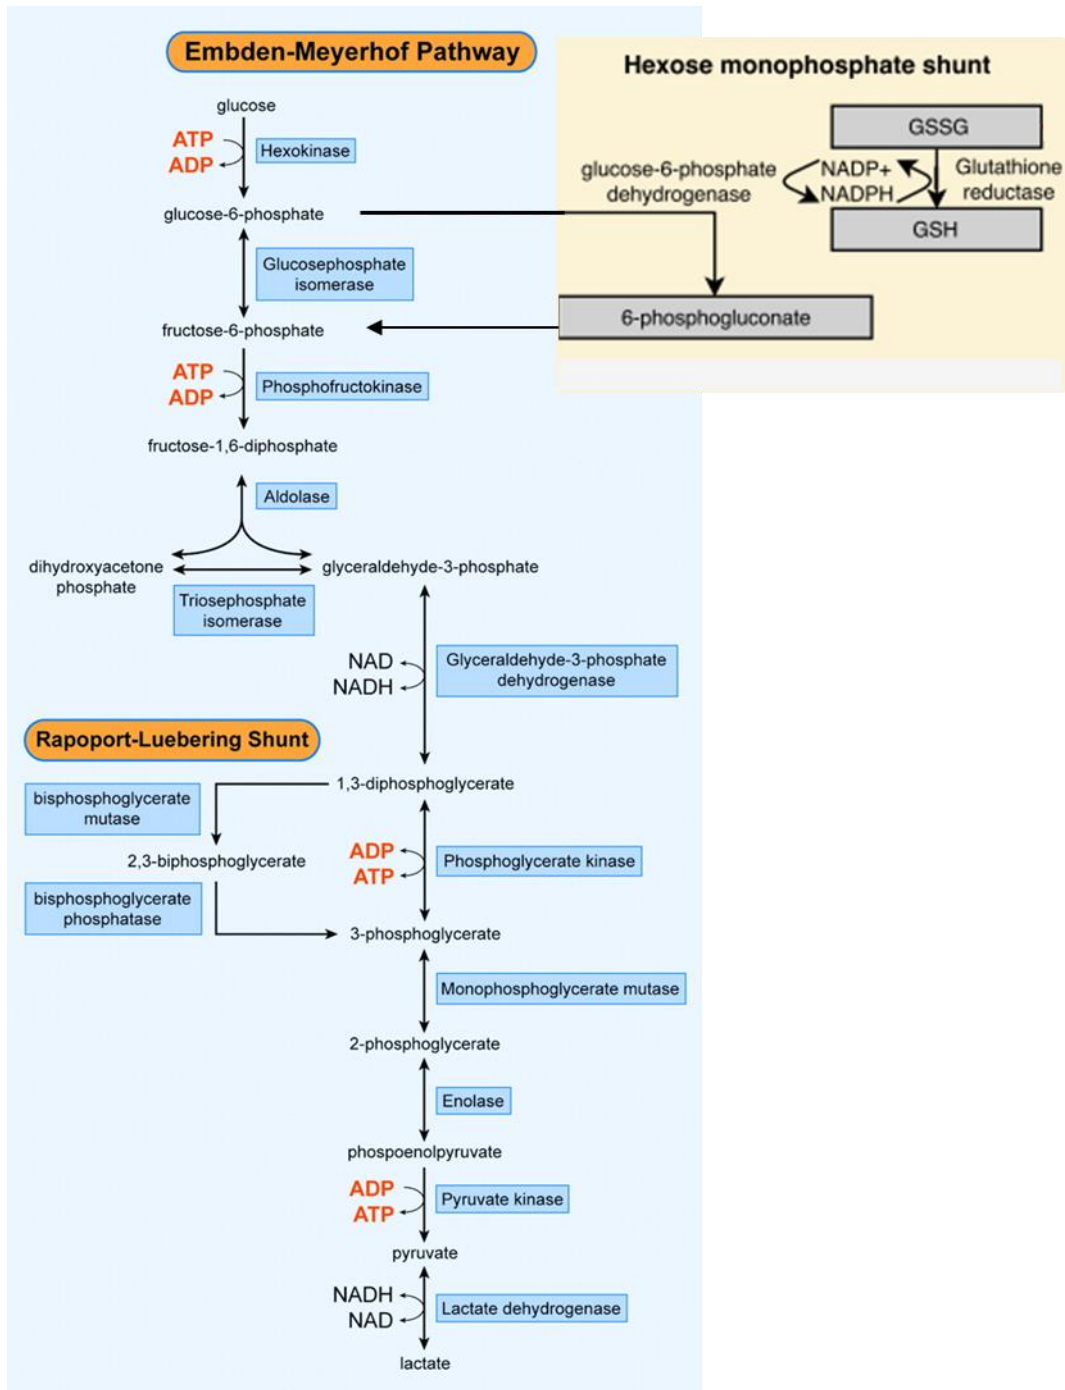 Embden-Meyerhof Pathway
Hexose monophosphate shunt
glucose
ATP
ADP
Hexokinase
GSSG
glucose-6-phosphate
dehydrogenase
NADP+
NADPH
Glutathione
reductase
GSH
glucose-6-phosphate
Glucosephosphate
isomerase
6-phosphogluconate
fructose-6-phosphate
ATP
ADP
Phosphofructokinase
fructose-1,6-diphosphate
Aldolase
dihydroxyacetone
phosphate
glyceraldehyde-3-phosphate
Triosephosphate
isomerase
NAD
NADH
Glyceraldehyde-3-phosphate
dehydrogenase
Rapoport-Luebering Shunt
1,3-diphosphoglycerate
bisphosphoglycerate
mutase
2,3-biphosphoglycerate
ADP
ATP
Phosphoglycerate kinase
bisphosphoglycerate
phosphatase
3-phosphoglycerate
Monophosphoglycerate mutase
2-phosphoglycerate
Enolase
phospoenolpyruvate
ADP
ATP
Pyruvate kinase
pyruvate
NADH
NAD
Lactate dehydrogenase
lactate